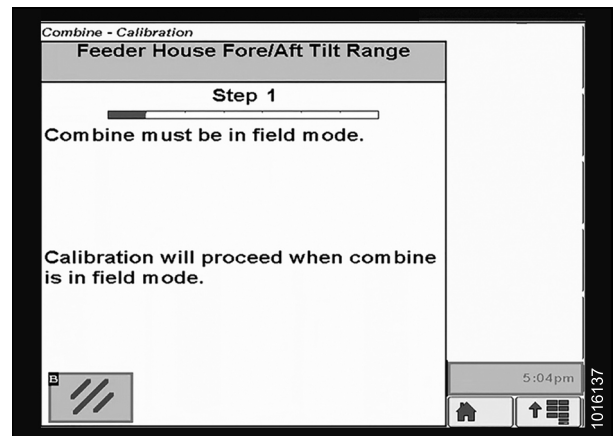 Combine - Calibration
Feeder House Fore/Aft Tilt Range
Step 1
Combine must be in field mode.
Calibration will proceed when combine
is in field mode.
B
5:04pm
1016137